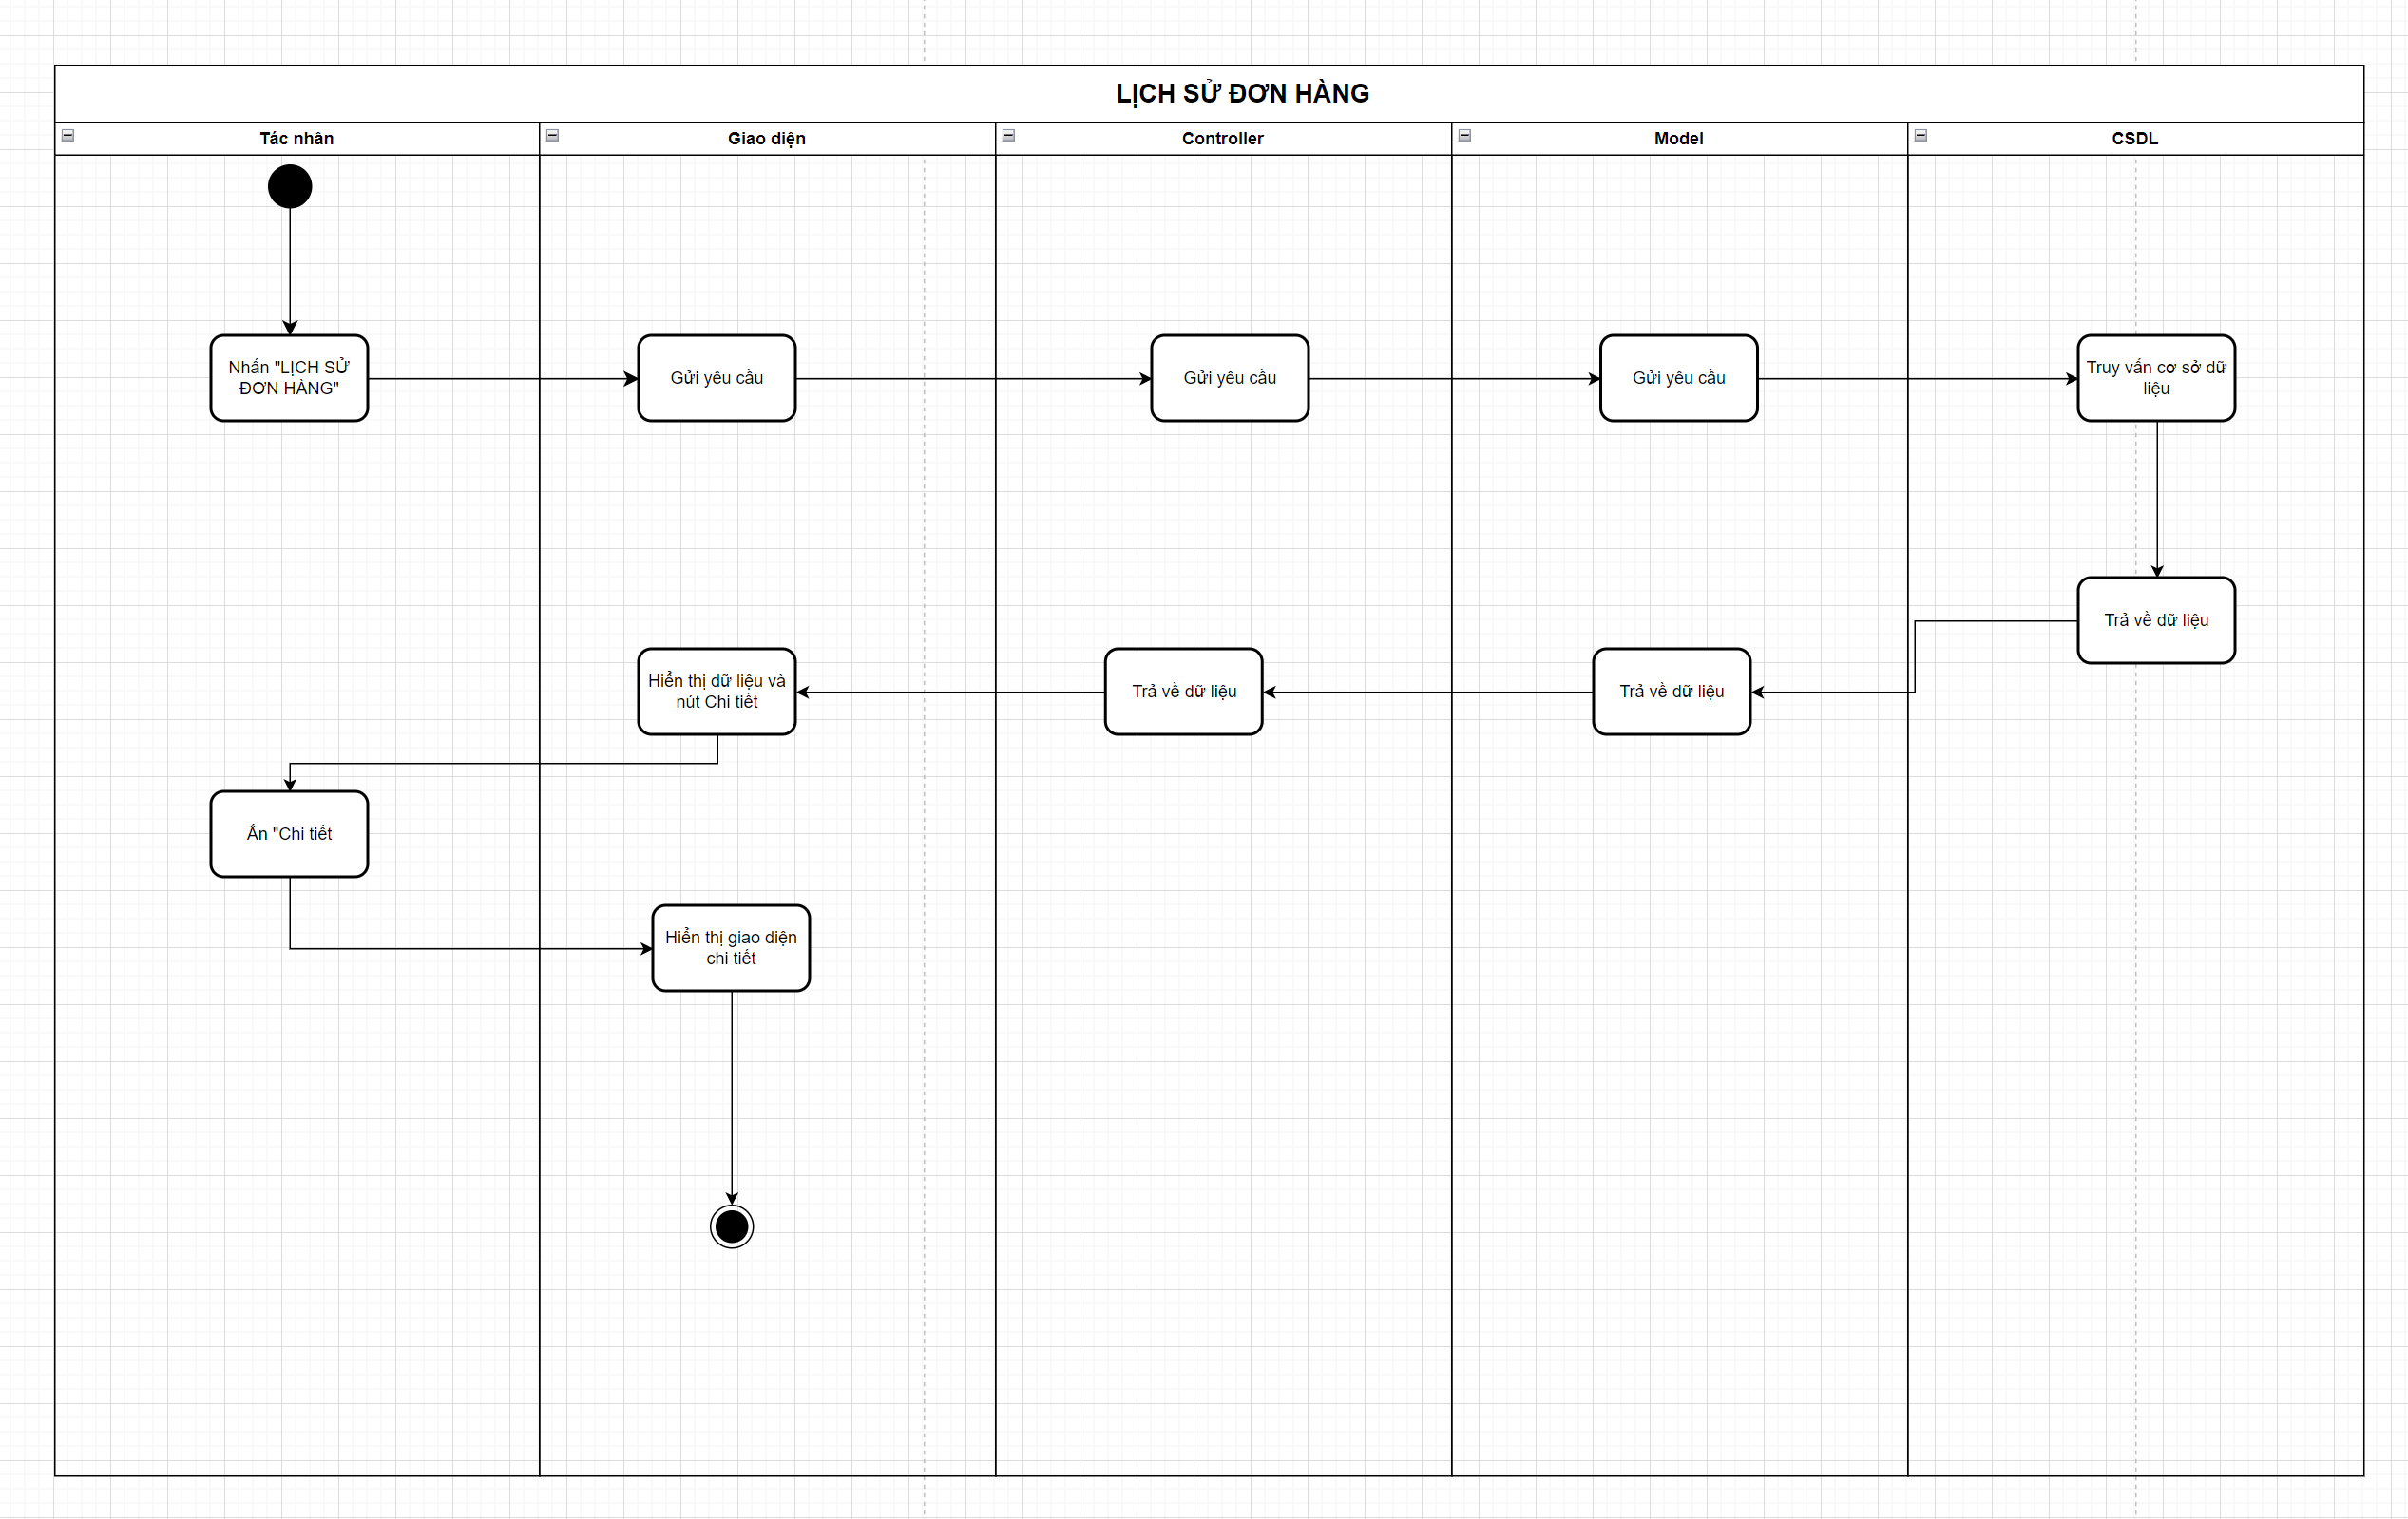 LỊCH SỬ ĐƠN HÀNG
Tác nhân
Giao diện
Controller
Model
CSDL
Nhấn "LỊCH SỬ
ĐƠN HÀNG"
Gửi yêu cầu
Gửi yêu cầu
Gửi yêu cầu
Truy vấn cơ sở dữ
liệu
Trả về dữ liệu
Trả về dữ liệu
Trả về dữ liệu
Hiển thị dữ liệu và
nút Chi tiết
Ấn "Chi tiết
Hiển thị giao diện
chi tiết